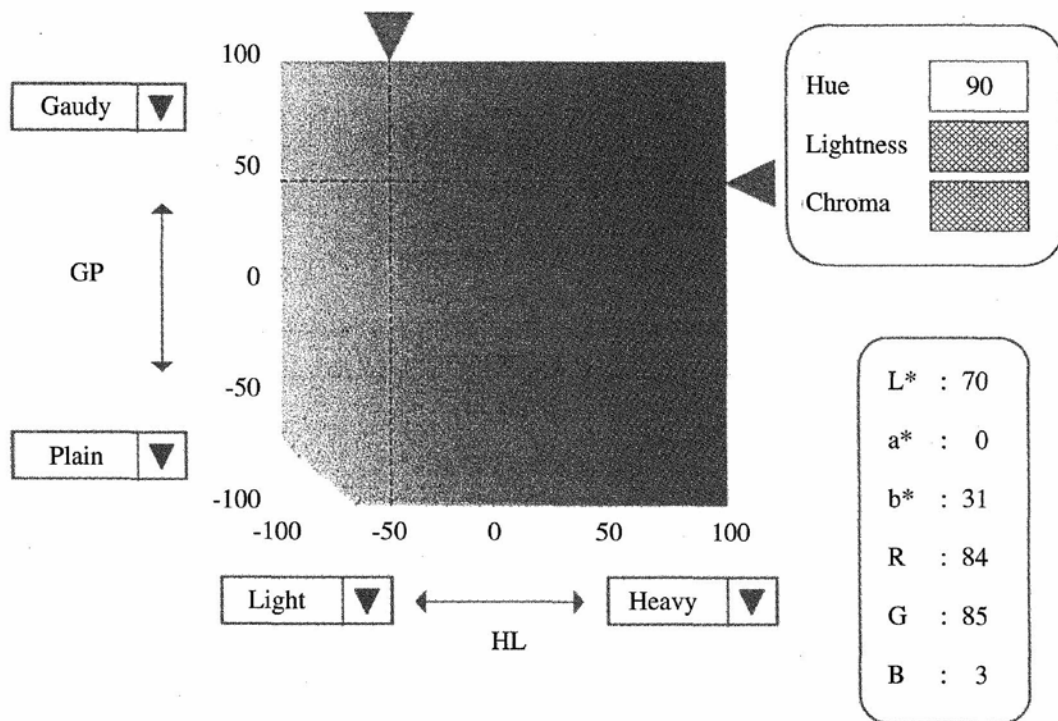 100
50
0
-50
-100
Gaudy
GP
Plain
-100 -50 0 50 100
Light
Heavy
HL
Hue 90
Lightness
Chroma
L* : 70
a* : 0
b* : 31
R : 84
G : 85
B : 3